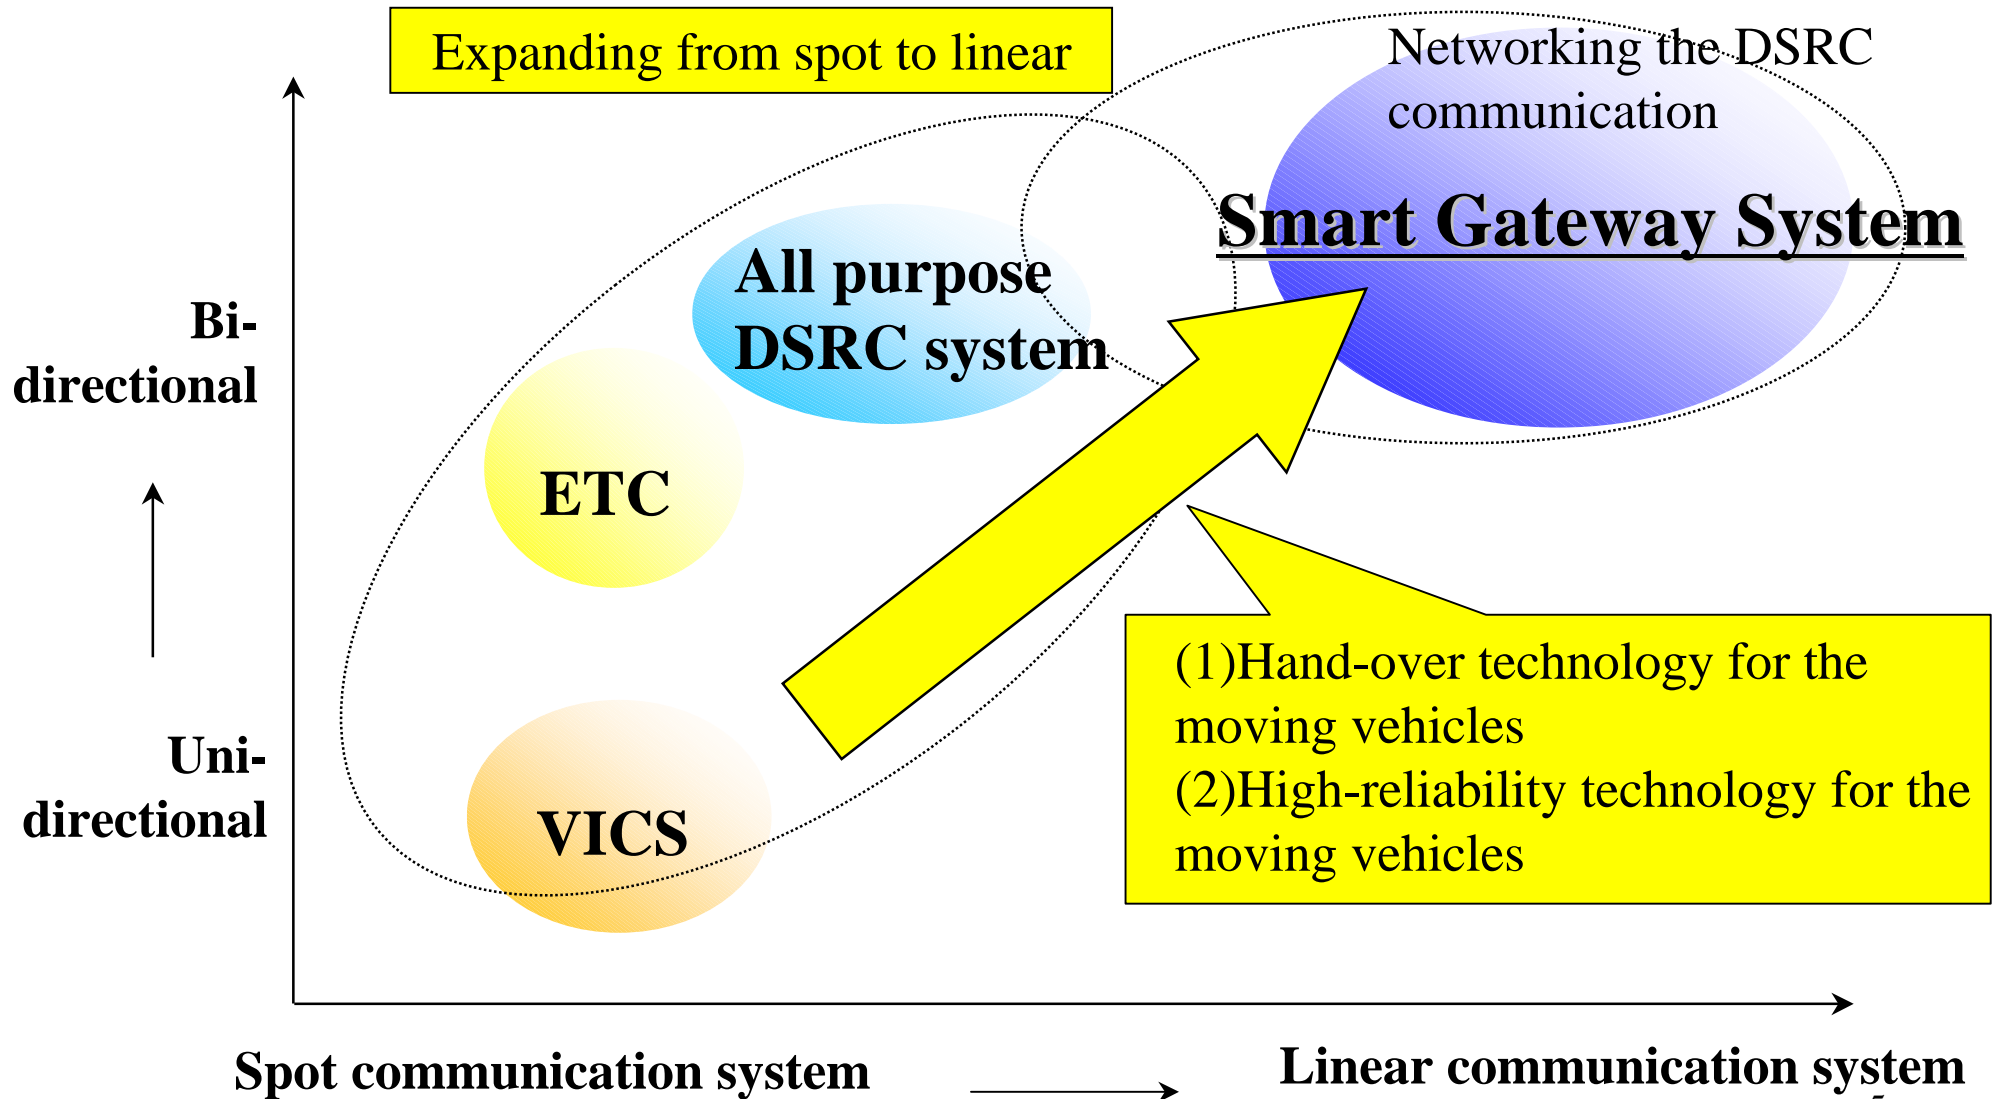 Expanding from spot to linear
Networking the DSRC
communication
Smart Gateway System
All purpose
DSRC system
Bi-
directional
ETC
(1)Hand-over technology for the
moving vehicles
(2)High-reliability technology for the
moving vehicles
Uni-
directional
VICS
Spot communication system
Linear communication system